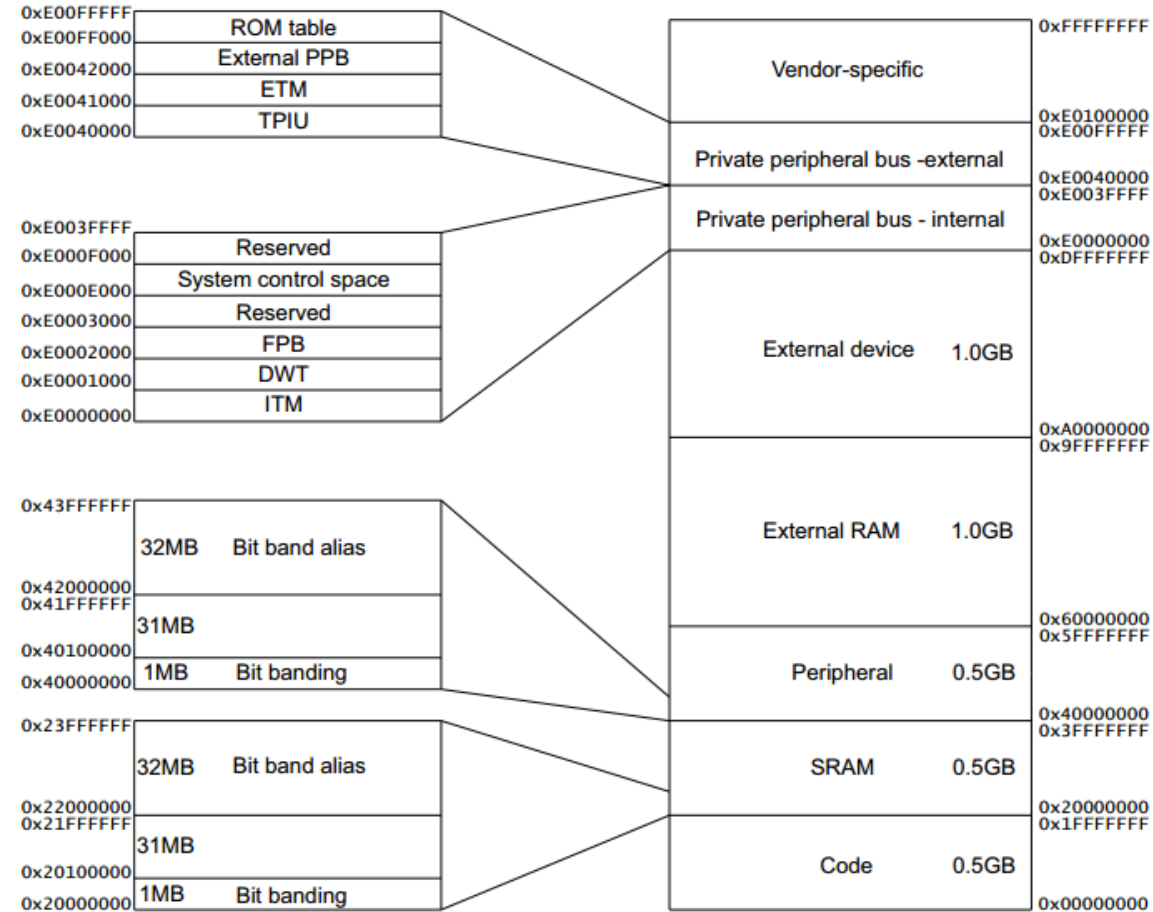 0xE00FFFFF
ROM table
0xE00FF000
External PPB
0xE0042000
ETM
0xE0041000
TPIU
0xE0040000
0xE003FFFF
Reserved
0xE000F000
System control space
0xE000E000
Reserved
0xE0003000
FPB
0xE0002000
DWT
0xE0001000
ITM
0xE0000000
0x43FFFFFF
32MB Bit band alias
0x42000000
0x41FFFFFF
31MB
0x40100000
1MB Bit banding
0x40000000
0x23FFFFFF
32MB Bit band alias
0x22000000
0x21FFFFFF
31MB
0x20100000
1MB Bit banding
0x20000000
0xFFFFFFFF
Vendor-specific
0xE0100000
0xE00FFFFF
Private peripheral bus -external
0xE0040000
0xE003FFFF
Private peripheral bus - internal
0xE0000000
0xDFFFFFFF
External device 1.0GB
0xA0000000
0x9FFFFFFF
External RAM 1.0GB
0x60000000
0x5FFFFFFF
Peripheral 0.5GB
0x40000000
0x3FFFFFFF
SRAM 0.5GB
0x20000000
0x1FFFFFFF
Code 0.5GB
0x00000000